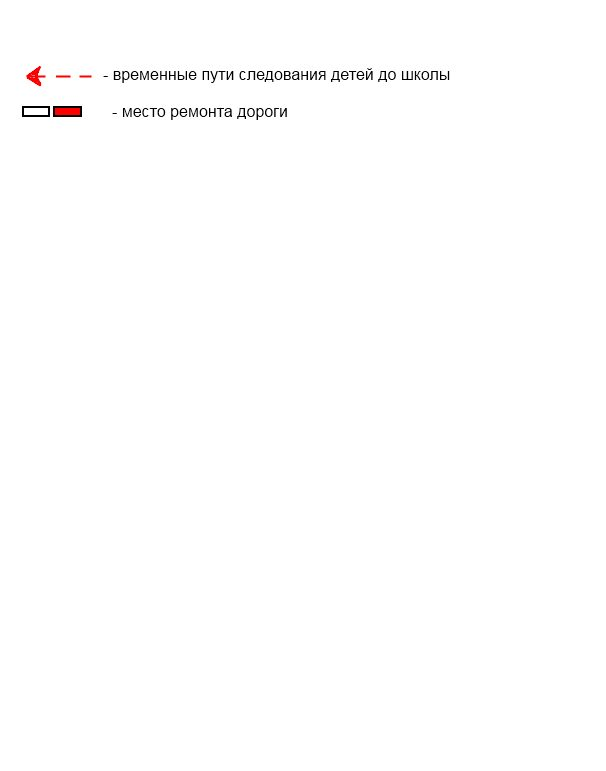 - временные пути следования детей до школы
- место ремонта дороги